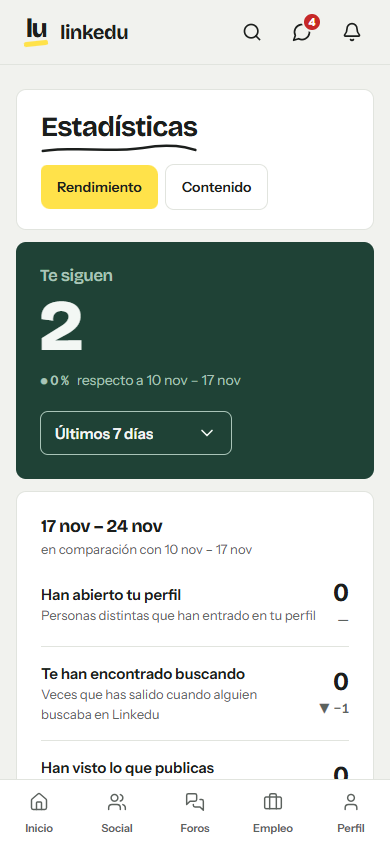 lu linkedu
4
Estadísticas
Rendimiento Contenido
Te siguen
2
0 % respecto a 10 nov – 17 nov
Últimos 7 días
17 nov – 24 nov
en comparación con 10 nov – 17 nov
Han abierto tu perfil 0
Personas distintas que han entrado en tu perfil —
Te han encontrado buscando 0
Veces que has salido cuando alguien
buscaba en Linkedu ▼ −1
Han visto lo que publicas 0
Inicio Social Foros Empleo Perfil